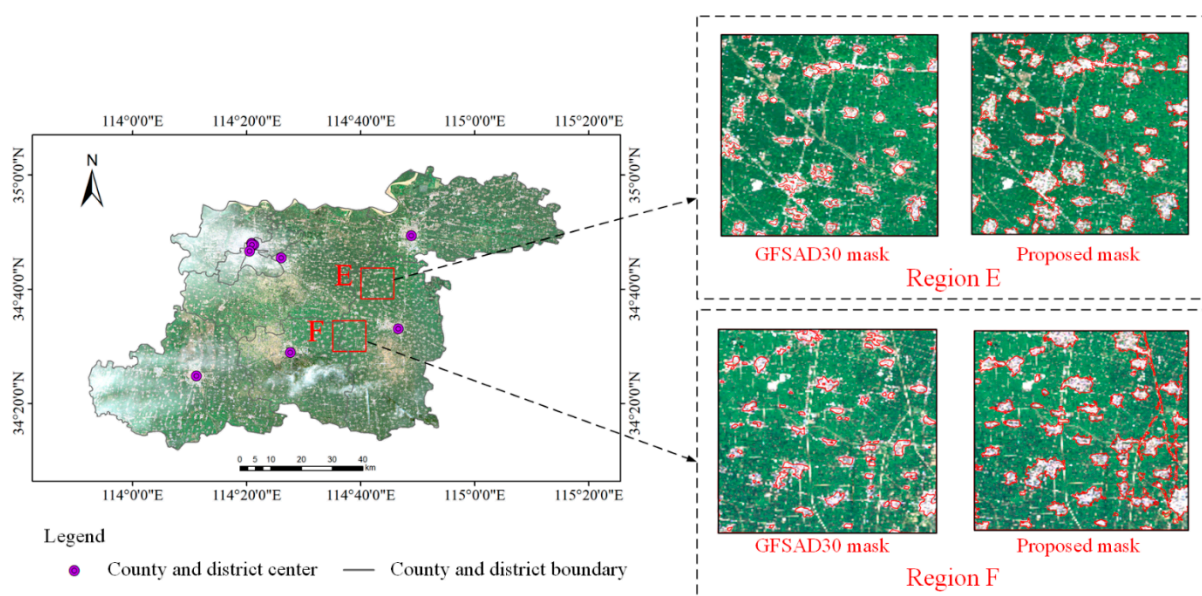 114°0'0"E 114°20'0"E 114°40'0"E 115°0'0"E 115°20'0"E
35°0'0"N 35°0'0"N
34°40'0"N 34°40'0"N
34°20'0"N 34°20'0"N
N
E
F
0 5 10 20 30 40
km
114°0'0"E 114°20'0"E 114°40'0"E 115°0'0"E 115°20'0"E
Legend
County and district center County and district boundary
GFSAD30 mask Proposed mask
Region E
GFSAD30 mask Proposed mask
Region F